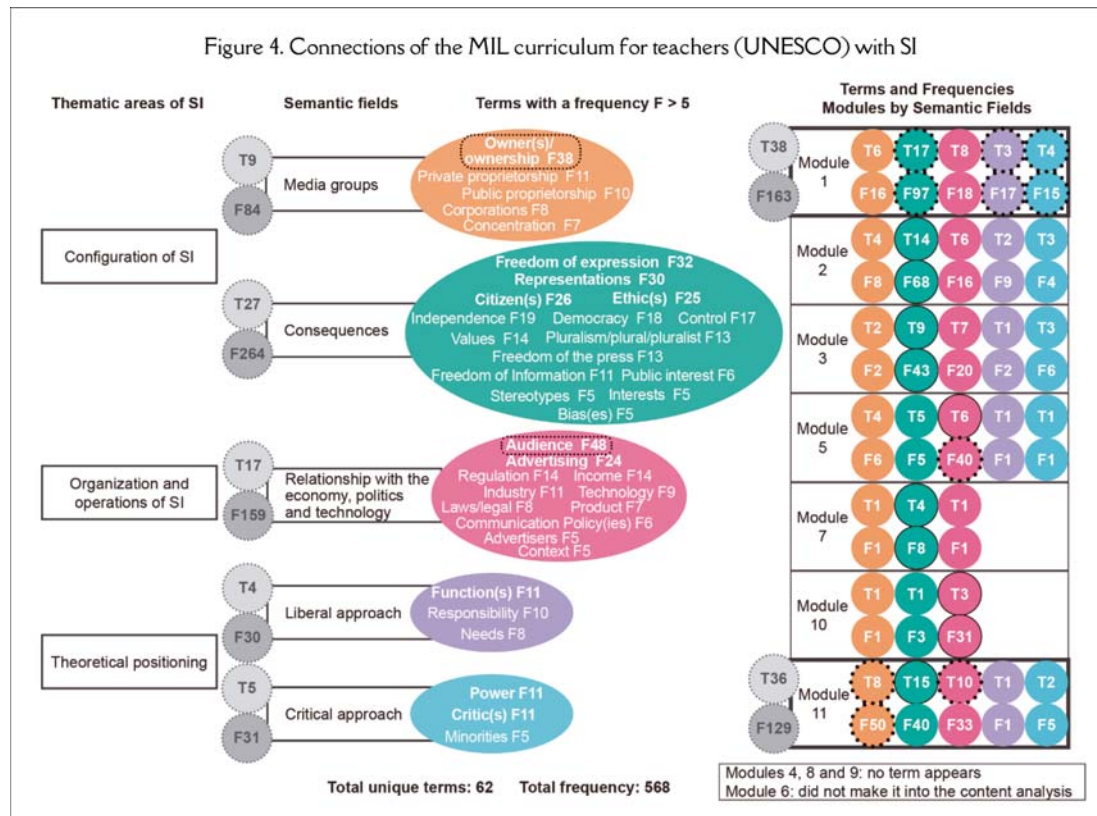 Figure 4. Connections of the MIL curriculum for teachers (UNESCO) with SI
Thematic areas of SI
Semantic fields
Terms with a frequency F > 5
Configuration of SI
T9
F84
Media groups
Owner(s)/
ownership F38
Private proprietorship F11
Public proprietorship F10
Corporations F8
Concentration F7
T27
F264
Consequences
Freedom of expression F32
Representations F30
Citizen(s) F26 Ethic(s) F25
Independence F19 Democracy F18 Control F17
Values F14 Pluralism/plural/pluralist F13
Freedom of the press F13
Freedom of Information F11 Public interest F6
Stereotypes F5 Interests F5
Bias(es) F5
Organization and
operations of SI
T17
F159
Relationship with the
economy, politics
and technology
Audience F48
Advertising F24
Regulation F14 Income F14
Industry F11 Technology F9
Laws/legal F8 Product F7
Communication Policy(ies) F6
Advertisers F5
Context F5
Theoretical positioning
T4
F30
Liberal approach
Function(s) F11
Responsibility F10
Needs F8
T5
F31
Critical approach
Power F11
Critic(s) F11
Minorities F5
Total unique terms: 62 Total frequency: 568
Terms and Frequencies
Modules by Semantic Fields
T38
F163
Module
1
T6 T17 T8 T3 T4
F16 F97 F18 F17 F15
Module
2
T4 T14 T6 T2 T3
F8 F68 F16 F9 F4
Module
3
T2 T9 T7 T1 T3
F2 F43 F20 F2 F6
Module
5
T4 T5 T6 T1 T1
F6 F5 F40 F1 F1
Module
7
T1 T4 T1
F1 F8 F1
Module
10
T1 T1 T3
F1 F3 F31
T36
F129
Module
11
T8 T15 T10 T1 T2
F50 F40 F33 F1 F5
Modules 4, 8 and 9: no term appears
Module 6: did not make it into the content analysis